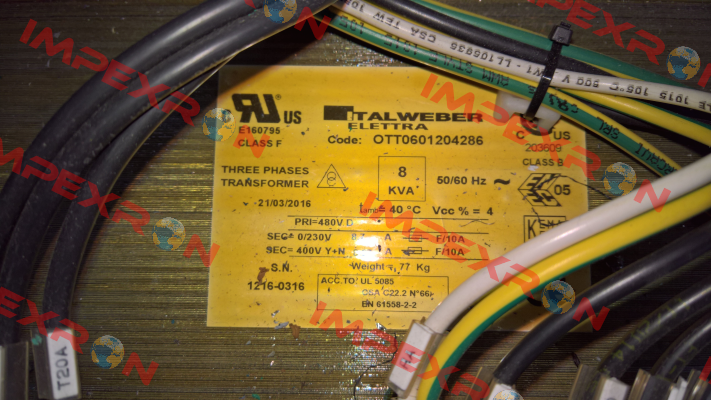 c RU US
E160795
CLASS F
ITALWEBER
ELETTRA
Code: OTT0601204286
C US
203609
CLASS B
THREE PHASES
TRANSFORMER
8
KVA
50/60 Hz ~
05
21/03/2016
Tamb= 40 °C Vcc % = 4
PRI=480V D
SEC= 0/230V A F/10A
SEC= 400V Y+N A F/10A
S.N.
1216-0316
Weight 77 Kg
ACC.TO: UL 5085
CSA C22.2 N°66
EN 61558-2-2
T20A
IMPEXRON